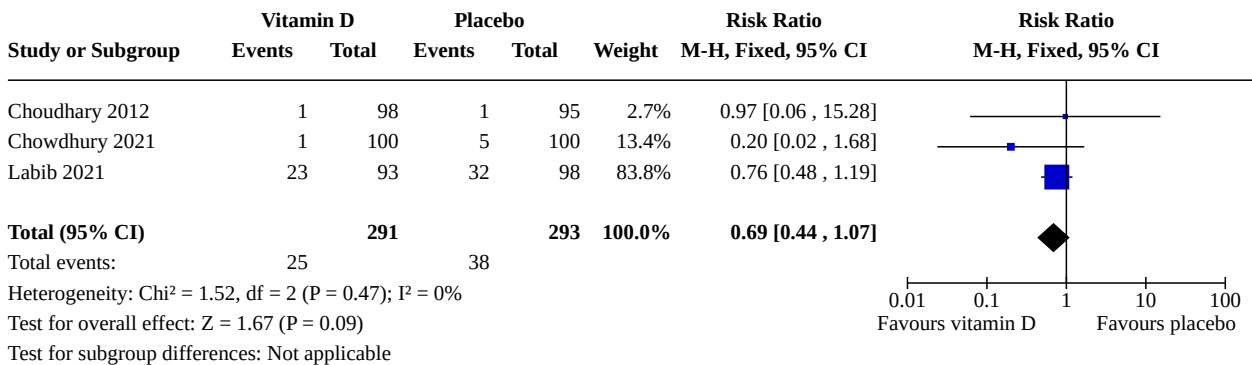 Vitamin D Placebo Risk Ratio Risk Ratio
Study or Subgroup Events Total Events Total Weight M-H, Fixed, 95% CI M-H, Fixed, 95% CI
Choudhary 2012 1 98 1 95 2.7% 0.97 [0.06 , 15.28]
Chowdhury 2021 1 100 5 100 13.4% 0.20 [0.02 , 1.68]
Labib 2021 23 93 32 98 83.8% 0.76 [0.48 , 1.19]
Total (95% CI) 291 293 100.0% 0.69 [0.44 , 1.07]
Total events: 25 38
Heterogeneity: Chi² = 1.52, df = 2 (P = 0.47); I² = 0%
Test for overall effect: Z = 1.67 (P = 0.09)
Test for subgroup differences: Not applicable
0.01 0.1 1 10 100
Favours vitamin D Favours placebo